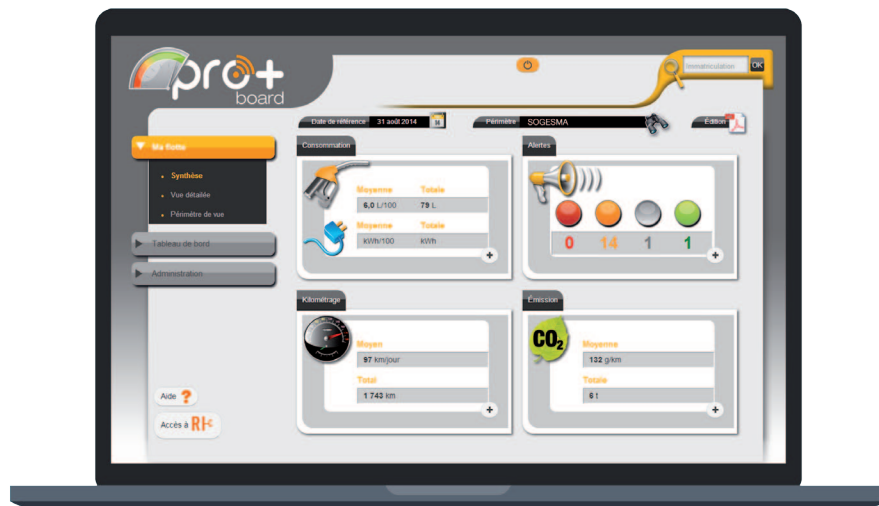 pro+
board
Immatriculation
OK
Date de référence 31 août 2014
Périmètre SOGESMA
Édition
Ma flotte
Synthèse
Vue détaillée
Périmètre de vue
Tableau de bord
Administration
Consommation
Moyenne Totale
6,0 L/100 79 L
Moyenne Totale
kWh/100 kWh
+
Alertes
0 14 1 1
+
Kilométrage
Moyen
97 km/jour
Total
1 743 km
+
Émission
CO₂
Moyenne
132 g/km
Totale
6 t
+
Aide ?
Accès à